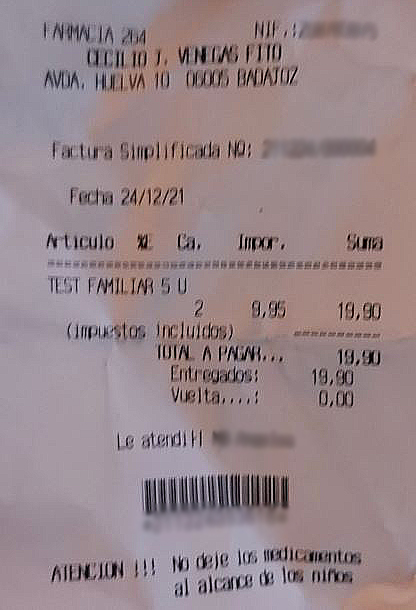 FARMACIA 264 NIF.:
CECILIO J. VENEGAS FITO
AVDA. HUELVA 10 06005 BADAJOZ
Factura Simplificada NQ:
Fecha 24/12/21
Articulo %E Ca. Impor. Suma
TEST FAMILIAR 5 U
2 9,95 19,90
(impuestos incluidos) ----------
TOTAL A PAGAR... 19,90
Entregados: 19,90
Vuelta....: 0,00
Le atendi
ATENCION !!! No deje los medicamentos
al alcance de los niños